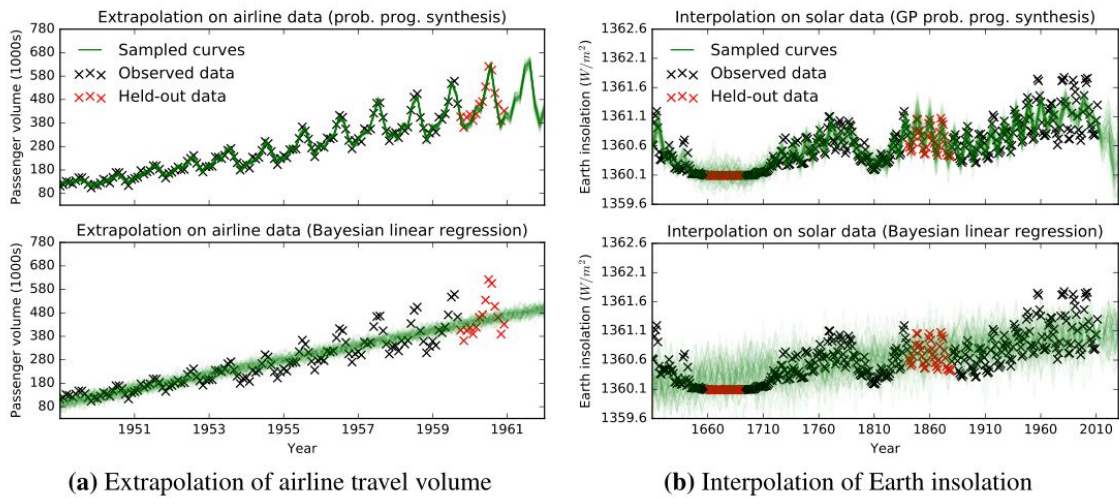 Extrapolation on airline data (prob. prog. synthesis)
780
680
580
480
380
280
180
80
Passenger volume (1000s)
Sampled curves
Observed data
Held-out data
Extrapolation on airline data (Bayesian linear regression)
780
680
580
480
380
280
180
80
Passenger volume (1000s)
1951 1953 1955 1957 1959 1961
Year
(a) Extrapolation of airline travel volume
Interpolation on solar data (GP prob. prog. synthesis)
1362.6
1362.1
1361.6
1361.1
1360.6
1360.1
1359.6
Earth insolation (W/m²)
Sampled curves
Observed data
Held-out data
Interpolation on solar data (Bayesian linear regression)
1362.6
1362.1
1361.6
1361.1
1360.6
1360.1
1359.6
Earth insolation (W/m²)
1660 1710 1760 1810 1860 1910 1960 2010
Year
(b) Interpolation of Earth insolation